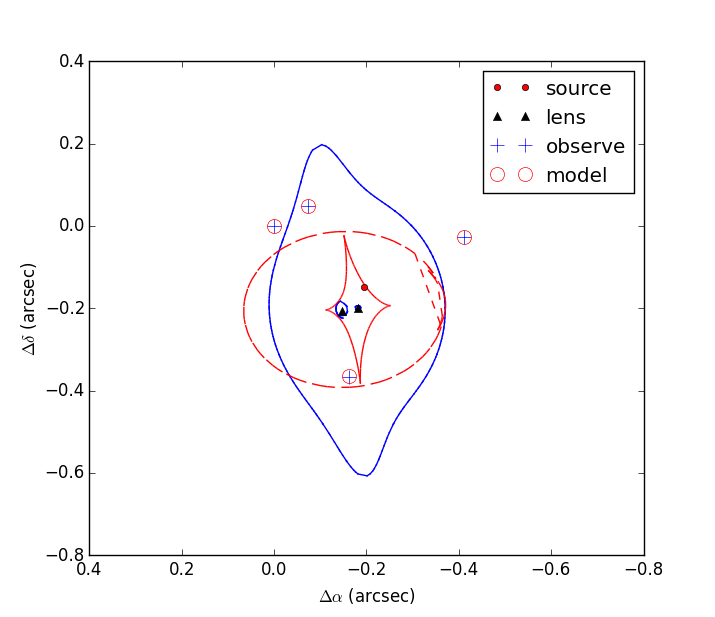 0.4
0.2
0.0
−0.2
−0.4
−0.6
−0.8
Δδ (arcsec)
source
lens
observe
model
0.4 0.2 0.0 −0.2 −0.4 −0.6 −0.8
Δα (arcsec)